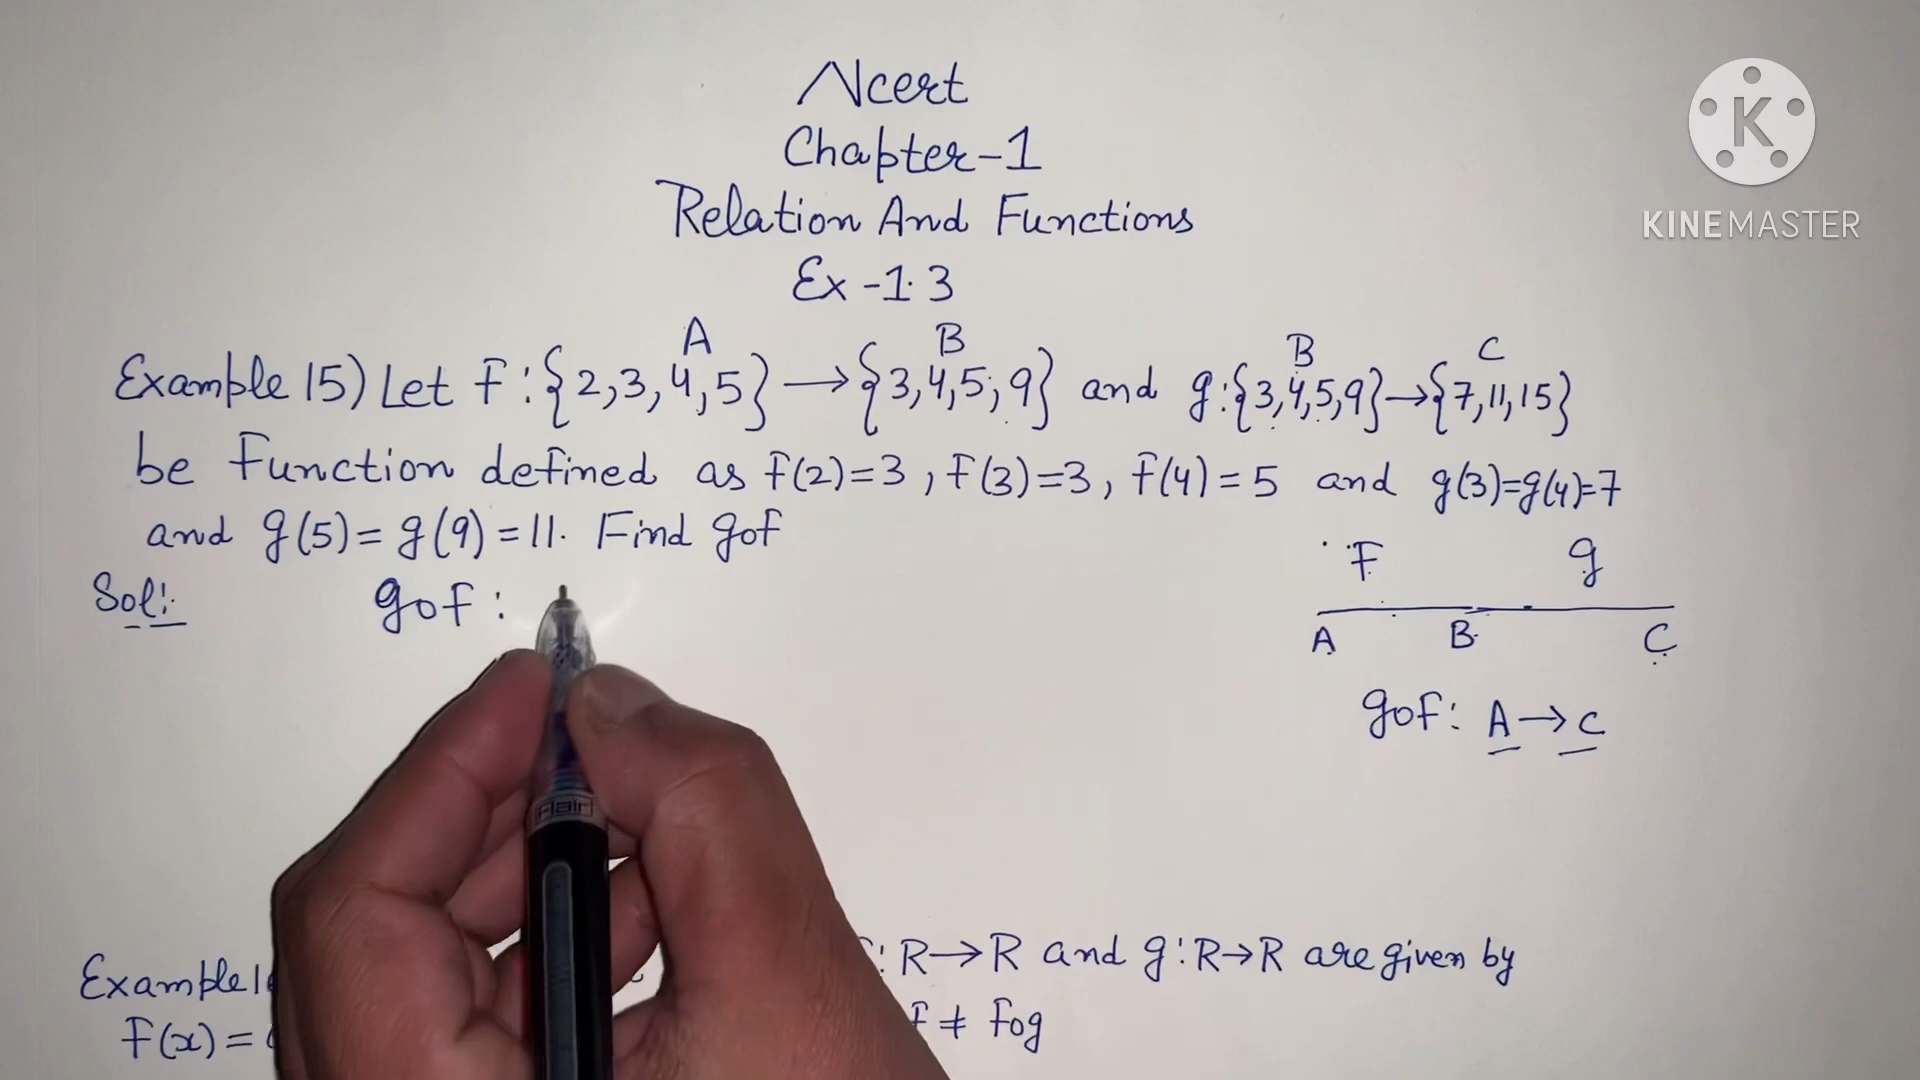 Ncert
Chapter-1
Relation And Functions
Ex-1.3
A B B C
Example 15) Let F:{2,3,4,5}→{3,4,5,9} and g:{3,4,5,9}→{7,11,15}
be Function defined as F(2)=3, F(3)=3, F(4)=5 and g(3)=g(4)=7
and g(5)=g(9)=11. Find gof
F g
Sol:
gof:
A B C
gof: A→C
Example
: R→R and g:R→R are given by
F(x)=
F ≠ Fog
K
KINEMASTER
Flair